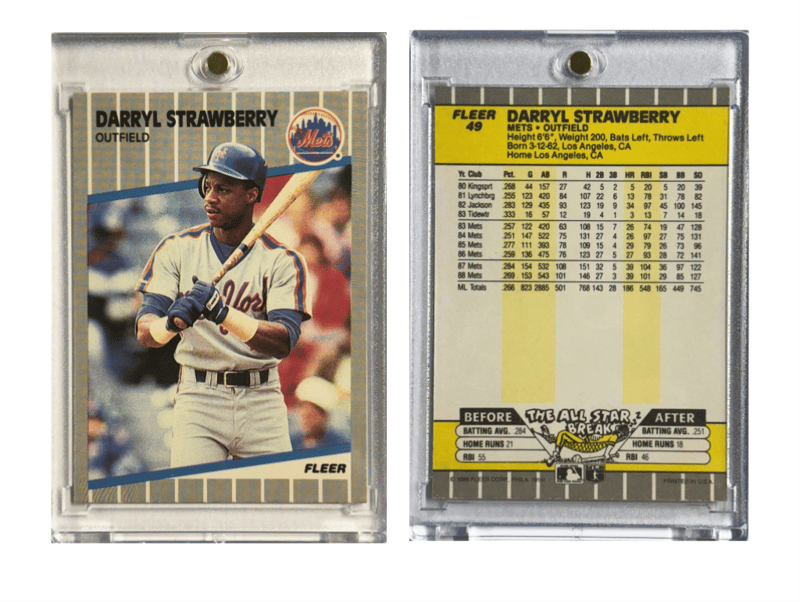 DARRYL STRAWBERRY
OUTFIELD
Mets
York
FLEER
FLEER
49
DARRYL STRAWBERRY
METS • OUTFIELD
Height 6'6", Weight 200, Bats Left, Throws Left
Born 3-12-62, Los Angeles, CA
Home Los Angeles, CA
Yr. Club Pct. G AB R H 2B 3B HR RBI SB BB SO
80 Kingsprt .268 44 157 27 42 5 2 5 20 5 20 39
81 Lynchbrg .255 123 420 84 107 22 6 13 78 31 78 82
82 Jackson .283 129 435 93 123 19 9 34 97 45 100 145
83 Tidewtr .333 16 57 12 19 4 1 3 13 7 14 18
83 Mets .257 122 420 63 108 15 7 26 74 19 47 128
84 Mets .251 147 522 75 131 27 4 26 97 27 75 131
85 Mets .277 111 393 78 109 15 4 29 79 26 73 96
86 Mets .259 136 475 76 123 27 5 27 93 28 72 141
87 Mets .284 154 532 108 151 32 5 39 104 36 97 122
88 Mets .269 153 543 101 146 27 3 39 101 29 85 127
ML Totals .266 823 2885 501 768 143 28 186 548 165 449 745
BEFORE THE ALL STAR BREAK AFTER
BATTING AVG. .284
BATTING AVG. .251
HOME RUNS 21
HOME RUNS 18
RBI 55
RBI 46
PRINTED IN U.S.A.